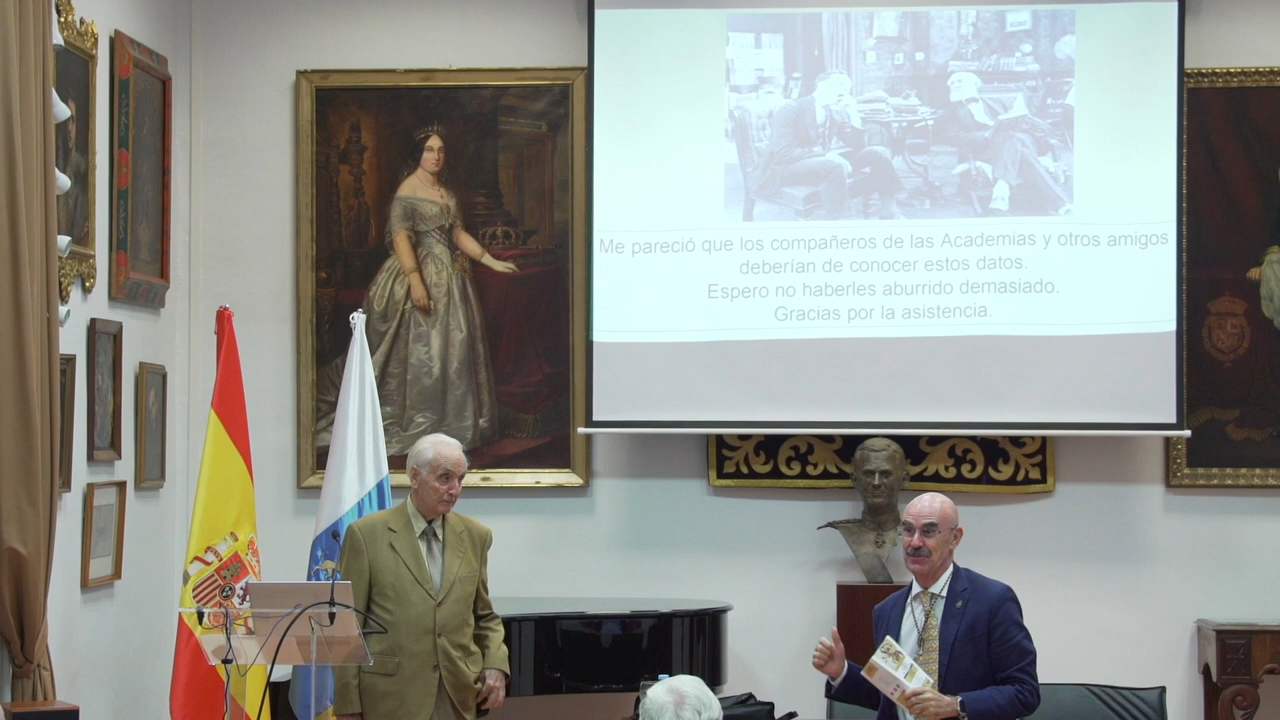 Me pareció que los compañeros de las Academias y otros amigos
deberían de conocer estos datos.
Espero no haberles aburrido demasiado.
Gracias por la asistencia.